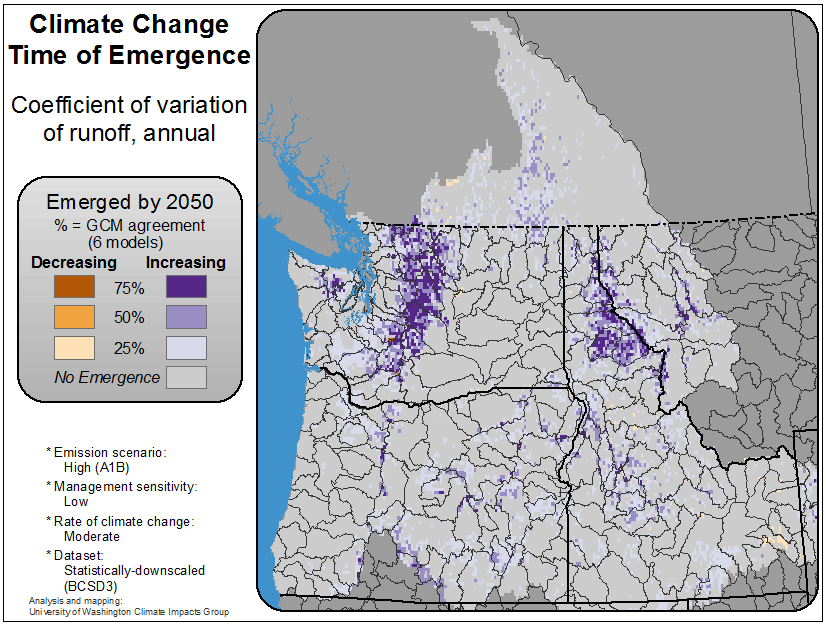 Climate Change
Time of Emergence
Coefficient of variation
of runoff, annual
Emerged by 2050
% = GCM agreement
(6 models)
Decreasing Increasing
75%
50%
25%
No Emergence
* Emission scenario:
High (A1B)
* Management sensitivity:
Low
* Rate of climate change:
Moderate
* Dataset:
Statistically-downscaled
(BCSD3)
Analysis and mapping:
University of Washington Climate Impacts Group